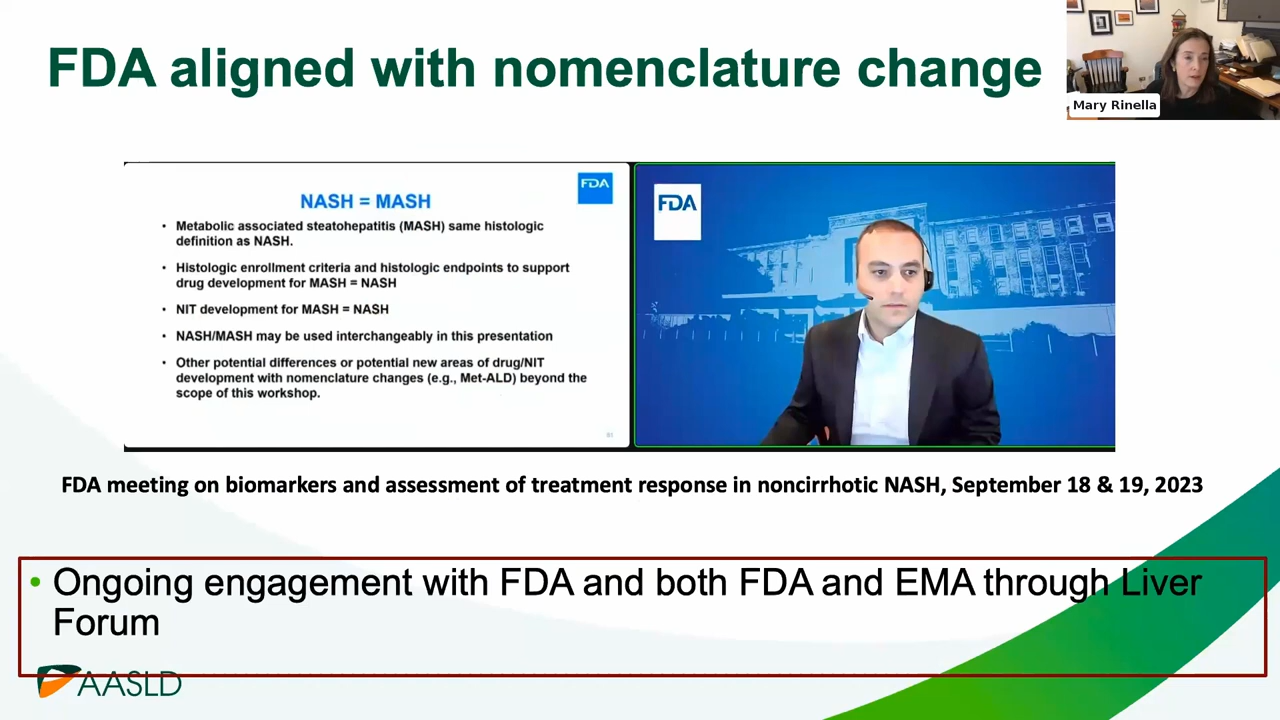 FDA aligned with nomenclature change
Mary Rinella
FDA
NASH = MASH
• Metabolic associated steatohepatitis (MASH) same histologic
definition as NASH.
• Histologic enrollment criteria and histologic endpoints to support
drug development for MASH = NASH
• NIT development for MASH = NASH
• NASH/MASH may be used interchangeably in this presentation
• Other potential differences or potential new areas of drug/NIT
development with nomenclature changes (e.g., Met-ALD) beyond the
scope of this workshop.
FDA
FDA meeting on biomarkers and assessment of treatment response in noncirrhotic NASH, September 18 & 19, 2023
• Ongoing engagement with FDA and both FDA and EMA through Liver
Forum
AASLD